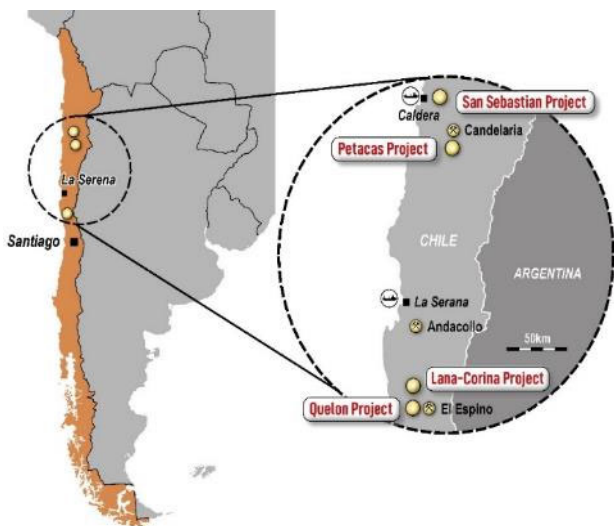 La Serena
Santiago
San Sebastian Project
Caldera
Candelaria
Petacas Project
CHILE
ARGENTINA
La Serana
Andacollo
50km
Lana-Corina Project
Quelon Project
El Espino